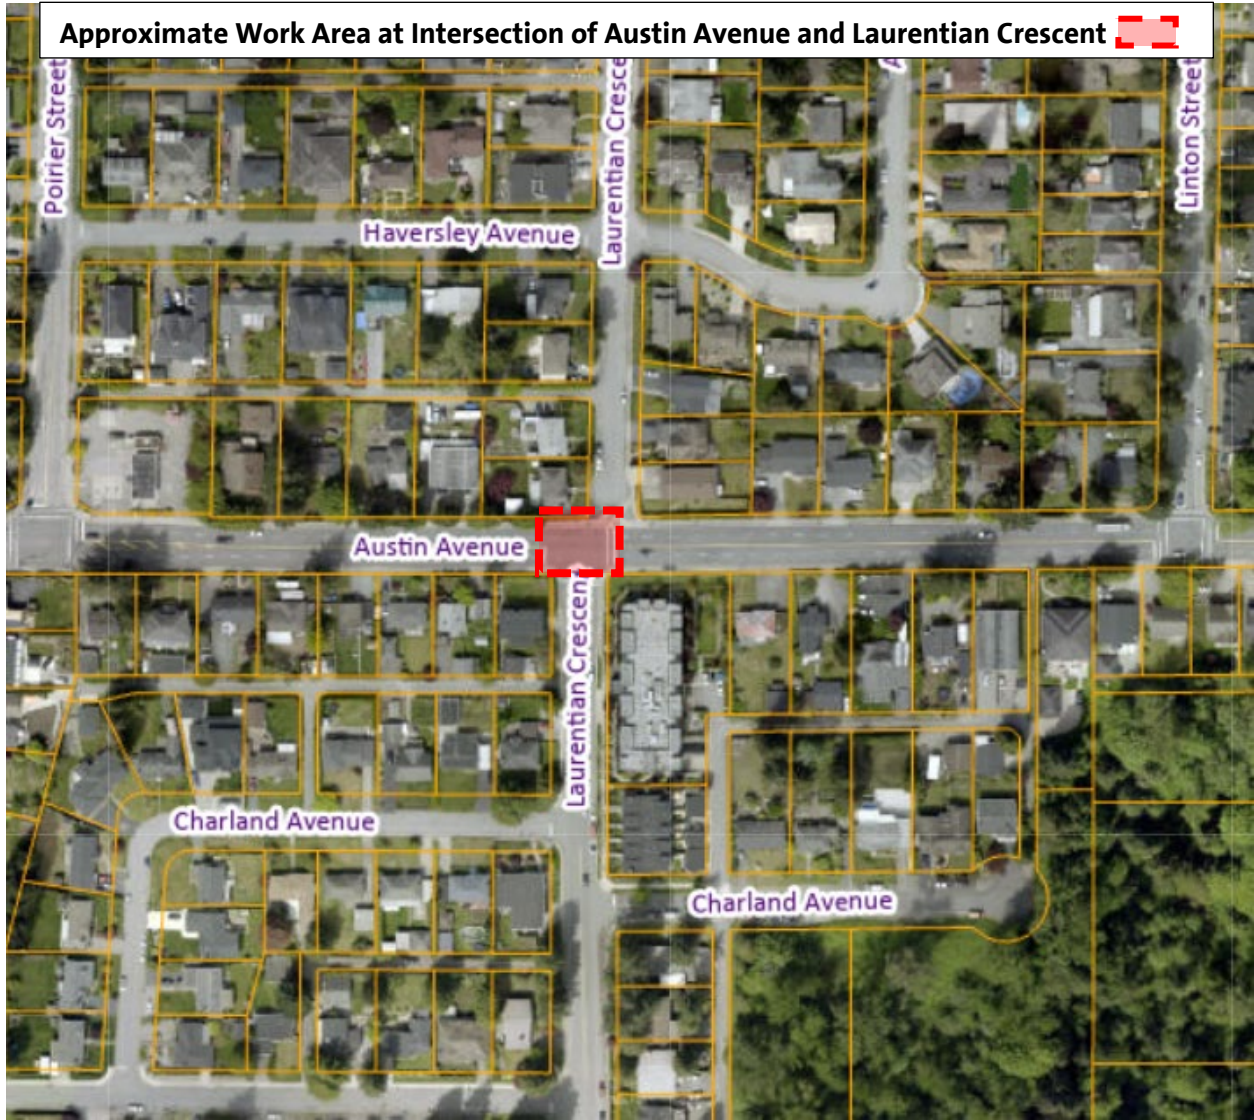 Approximate Work Area at Intersection of Austin Avenue and Laurentian Crescent
Poirier Street
Laurentian Cresce
A
Linton Street
Haversley Avenue
Austin Avenue
Laurentian Crescen
Charland Avenue
Charland Avenue